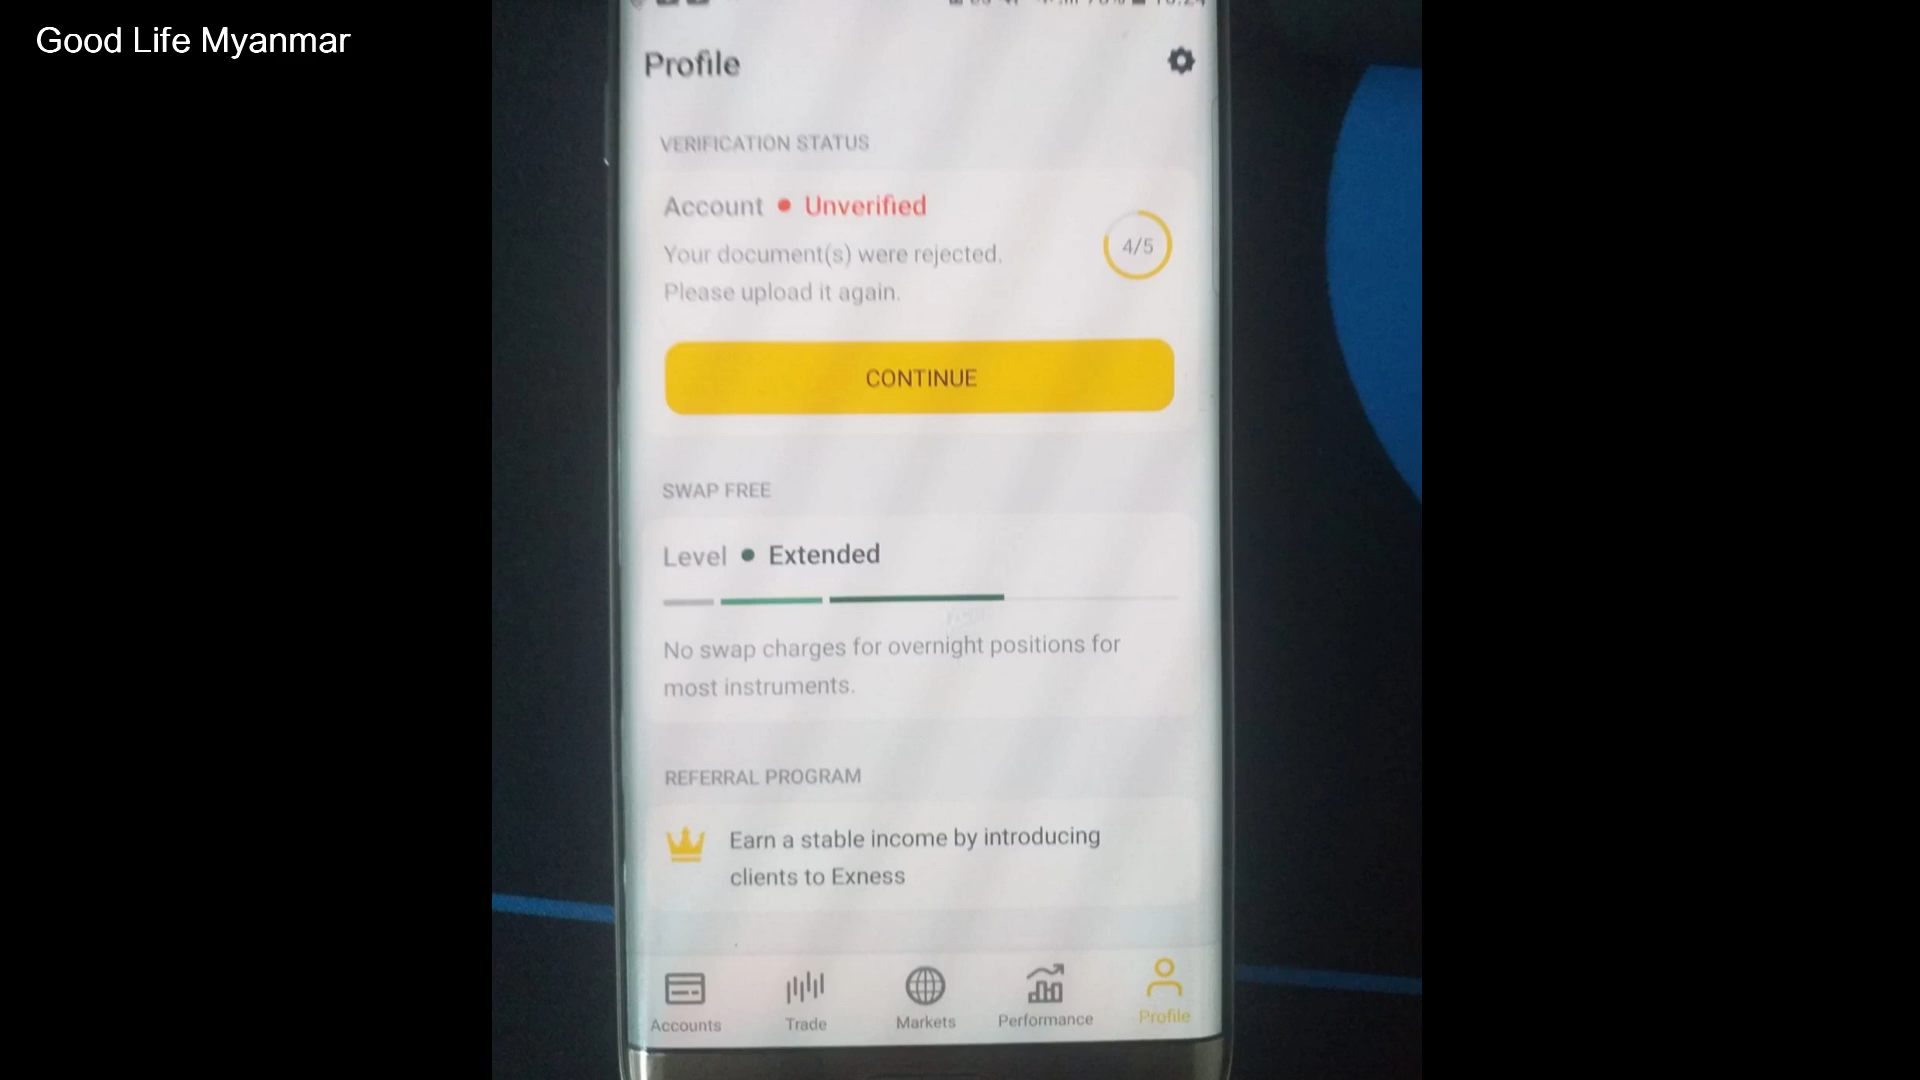 Good Life Myanmar
Profile
VERIFICATION STATUS
Account • Unverified
Your document(s) were rejected.
Please upload it again.
4/5
CONTINUE
SWAP FREE
Level • Extended
No swap charges for overnight positions for
most instruments.
REFERRAL PROGRAM
Earn a stable income by introducing
clients to Exness
Accounts
Trade
Markets
Performance
Profile